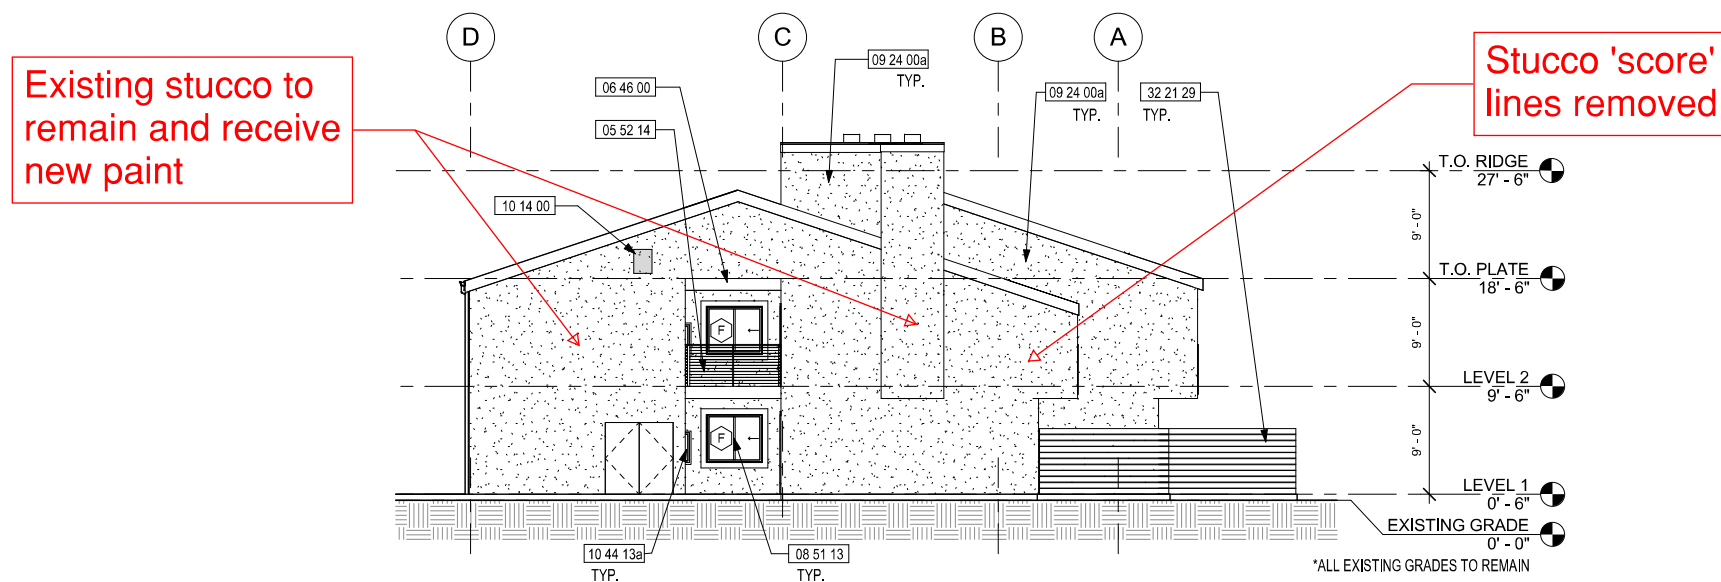 D
C
B
A
Existing stucco to
remain and receive
new paint
Stucco 'score'
lines removed
09 24 00a
TYP.
06 46 00
09 24 00a
TYP.
32 21 29
TYP.
05 52 14
10 14 00
T.O. RIDGE
27' - 6"
9' - 0"
T.O. PLATE
18' - 6"
9' - 0"
F
LEVEL 2
9' - 6"
9' - 0"
F
LEVEL 1
0' - 6"
EXISTING GRADE
0' - 0"
10 44 13a
TYP.
08 51 13
TYP.
*ALL EXISTING GRADES TO REMAIN